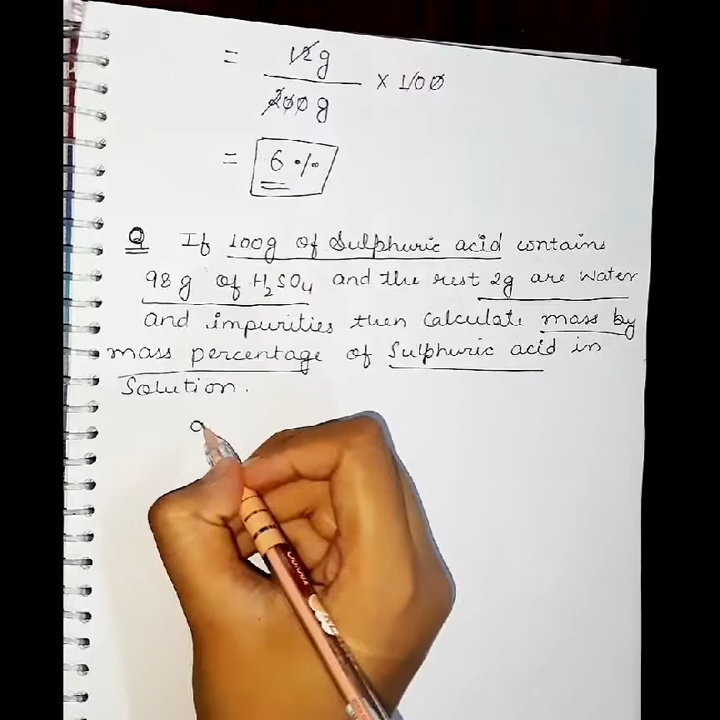 = 12g
200g × 100
= 6 %
Q If 100g of Sulphuric acid contains
98 g of H₂SO₄ and the rest 2g are water
and impurities then calculate mass by
mass percentage of Sulphuric acid in
Solution.